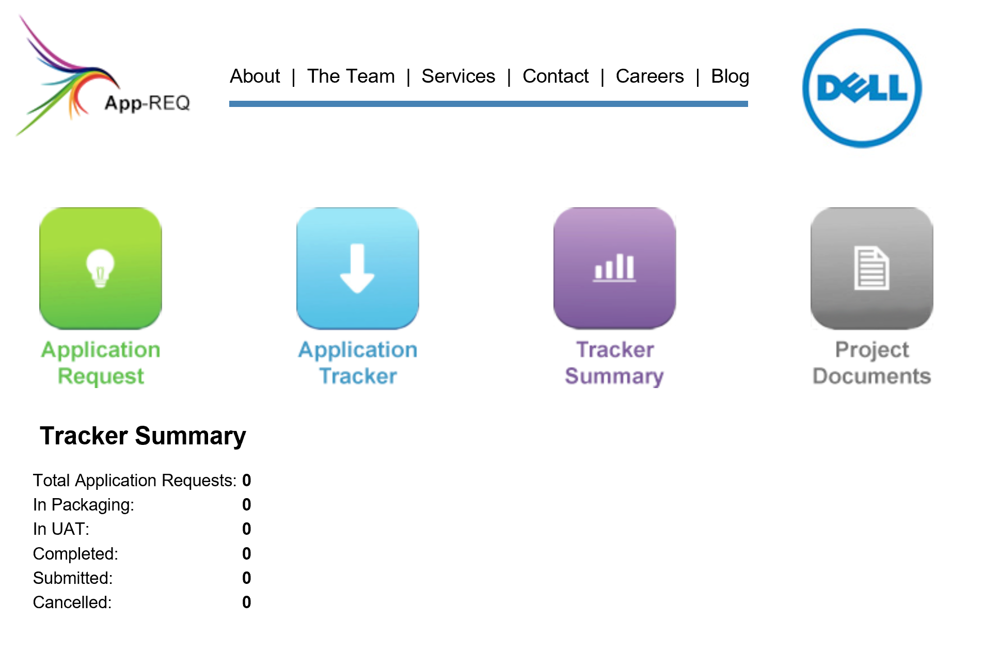 About | The Team | Services | Contact | Careers | Blog
App-REQ
DELL
Application
Request
Application
Tracker
Tracker
Summary
Project
Documents
Tracker Summary
Total Application Requests: 0
In Packaging: 0
In UAT: 0
Completed: 0
Submitted: 0
Cancelled: 0